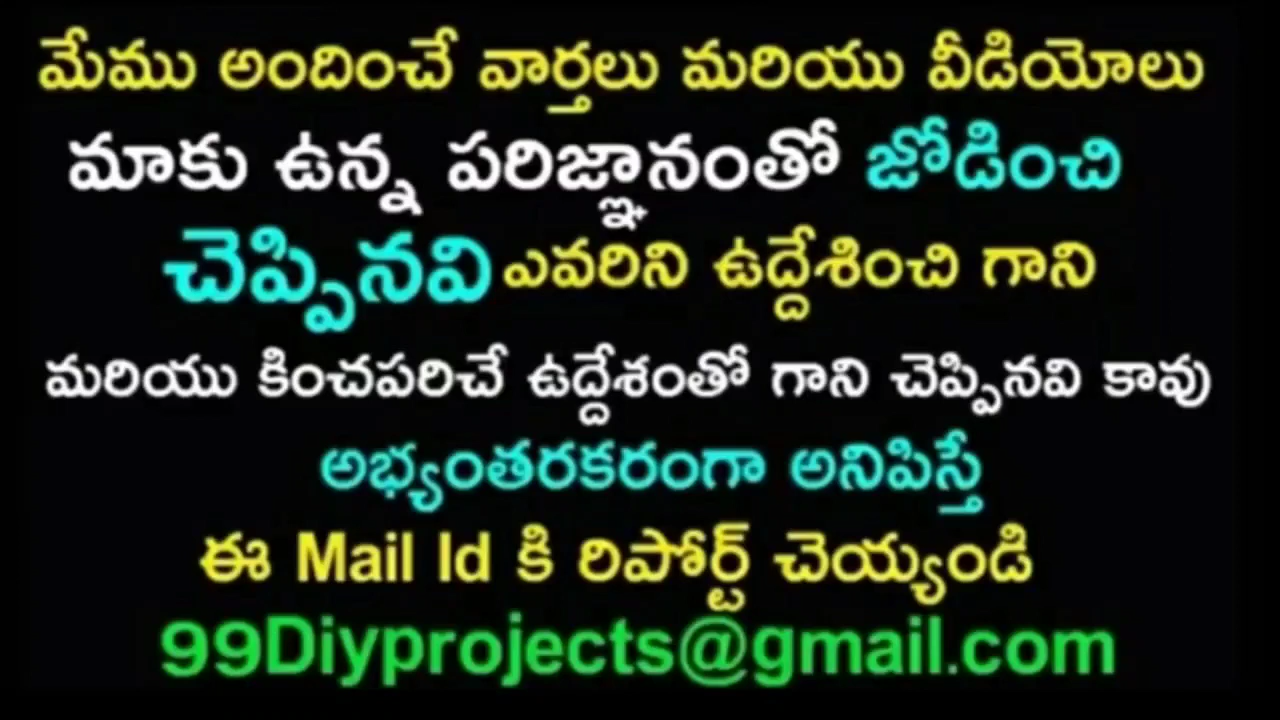 మేము అందించే వార్తలు మరియు వీడియోలు
మాకు ఉన్న పరిజ్ఞానంతో జోడించి
చెప్పినవి ఎవరిని ఉద్దేశించి గాని
మరియు కించపరిచే ఉద్దేశంతో గాని చెప్పినవి కావు
అభ్యంతరకరంగా అనిపిస్తే
ఈ Mail Id కి రిపోర్ట్ చెయ్యండి
99Diyprojects@gmail.com